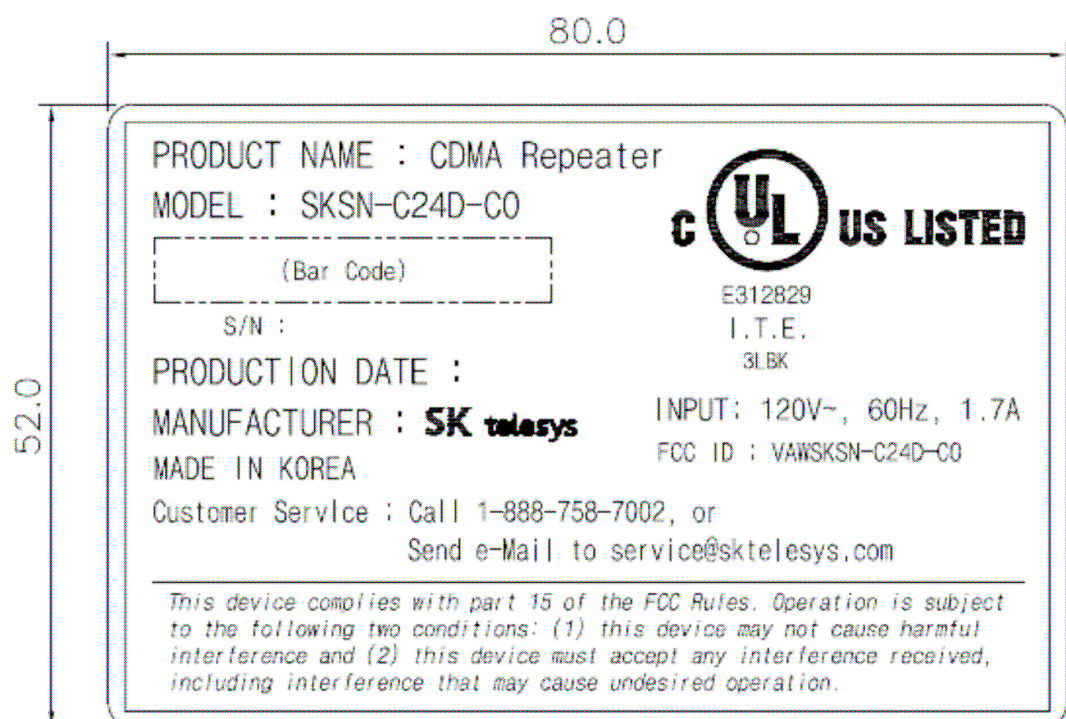 80.0
52.0
PRODUCT NAME : CDMA Repeater
MODEL : SKSN-C24D-CO
(Bar Code)
S/N :
C UL US LISTED
E312829
I.T.E.
3LBK
PRODUCTION DATE :
MANUFACTURER : SK telesys
MADE IN KOREA
INPUT: 120V~, 60Hz, 1.7A
FCC ID : VAWSKSN-C24D-CO
Customer Service : Call 1-888-758-7002, or
Send e-Mail to service@sktelesys.com
This device complies with part 15 of the FCC Rules. Operation is subject
to the following two conditions: (1) this device may not cause harmful
interference and (2) this device must accept any interference received,
including interference that may cause undesired operation.